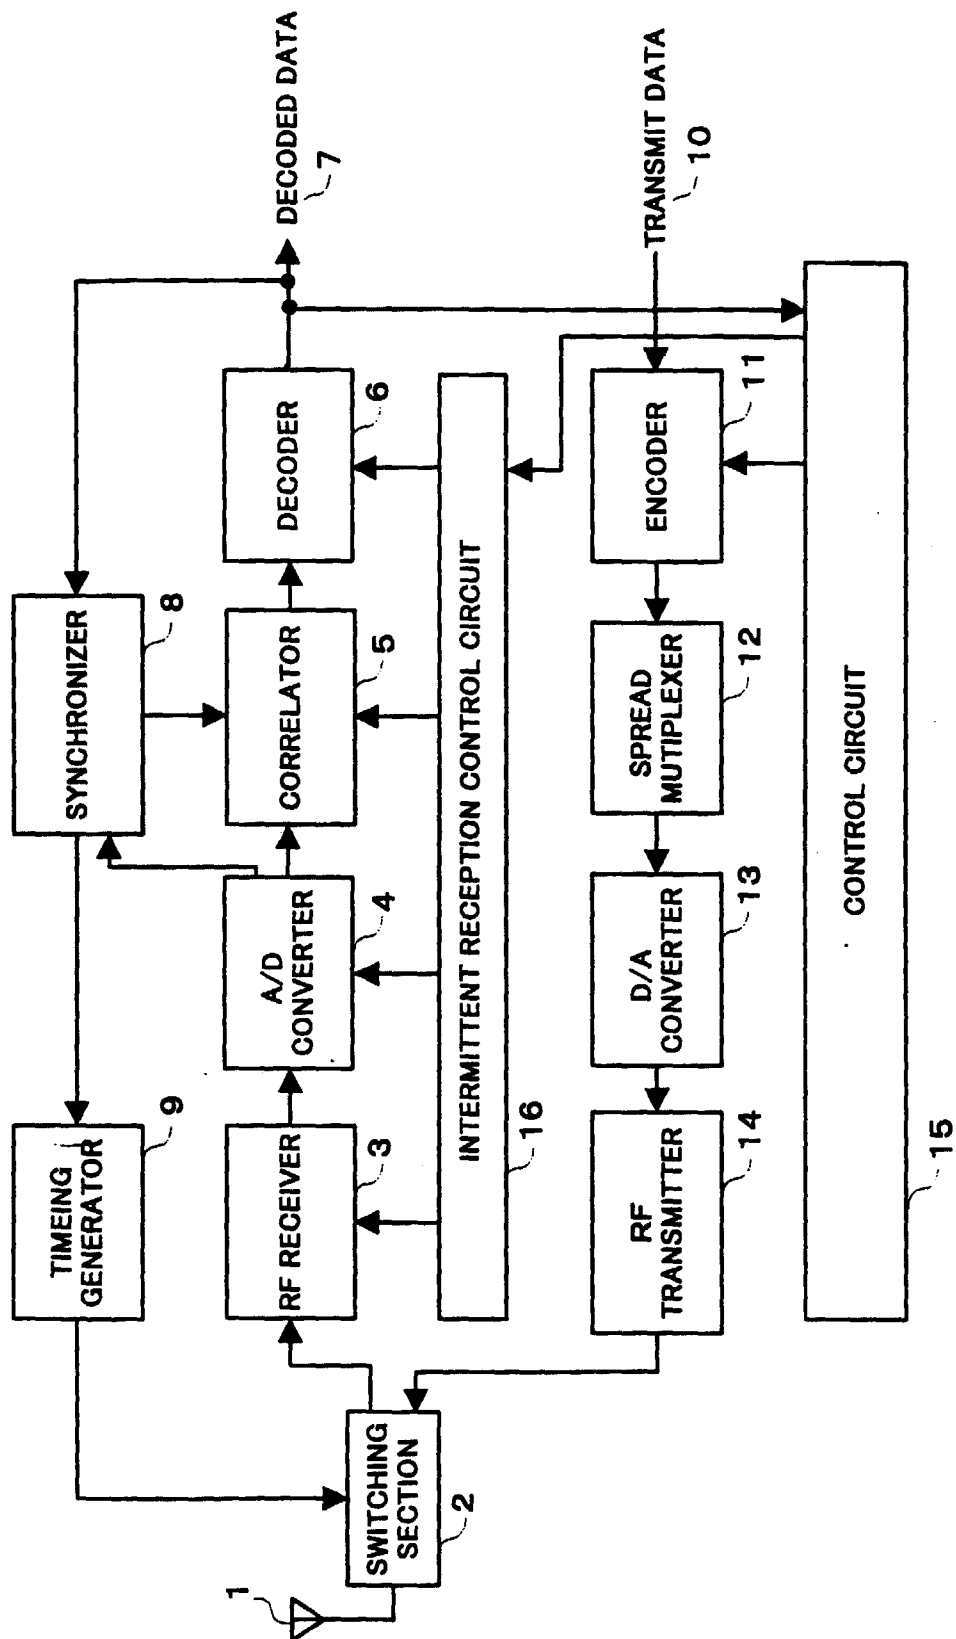 1
SWITCHING
SECTION
2
TIMEING
GENERATOR
9
SYNCHRONIZER
8
RF RECEIVER
3
A/D
CONVERTER
4
CORRELATOR
5
DECODER
6
DECODED DATA
7
INTERMITTENT RECEPTION CONTROL CIRCUIT
16
RF
TRANSMITTER
14
D/A
CONVERTER
13
SPREAD
MUTIPLEXER
12
ENCODER
11
TRANSMIT DATA
10
CONTROL CIRCUIT
15